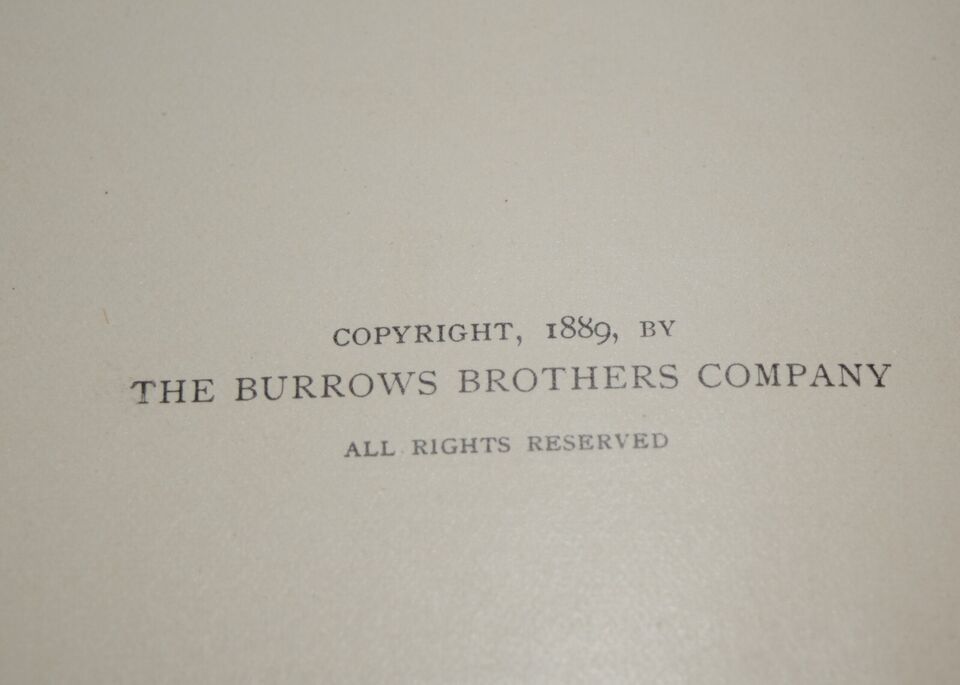 COPYRIGHT, 1889, BY
THE BURROWS BROTHERS COMPANY
ALL RIGHTS RESERVED